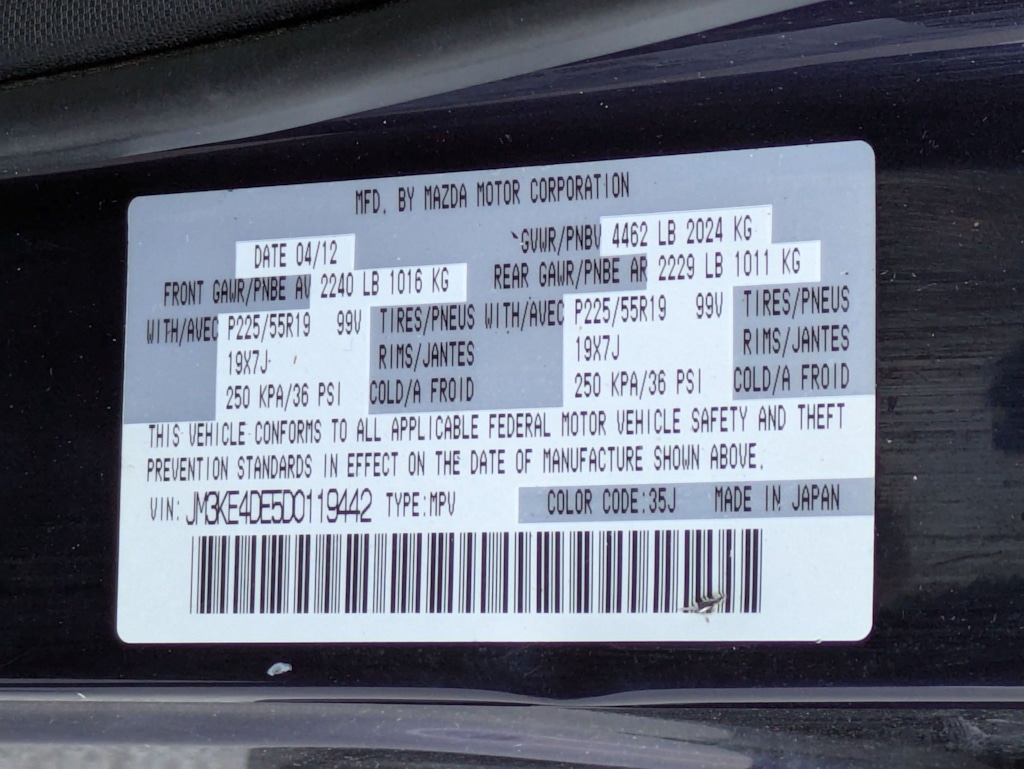 MFD. BY MAZDA MOTOR CORPORATION
DATE 04/12 GVWR/PNBV 4462 LB 2024 KG
FRONT GAWR/PNBE AV 2240 LB 1016 KG REAR GAWR/PNBE AR 2229 LB 1011 KG
WITH/AVEC P225/55R19 99V TIRES/PNEUS WITH/AVEC P225/55R19 99V TIRES/PNEUS
19X7J RIMS/JANTES 19X7J RIMS/JANTES
250 KPA/36 PSI COLD/A FROID 250 KPA/36 PSI COLD/A FROID
THIS VEHICLE CONFORMS TO ALL APPLICABLE FEDERAL MOTOR VEHICLE SAFETY AND THEFT
PREVENTION STANDARDS IN EFFECT ON THE DATE OF MANUFACTURE SHOWN ABOVE.
VIN: JM3KE4DE5D0119442 TYPE:MPV COLOR CODE:35J MADE IN JAPAN